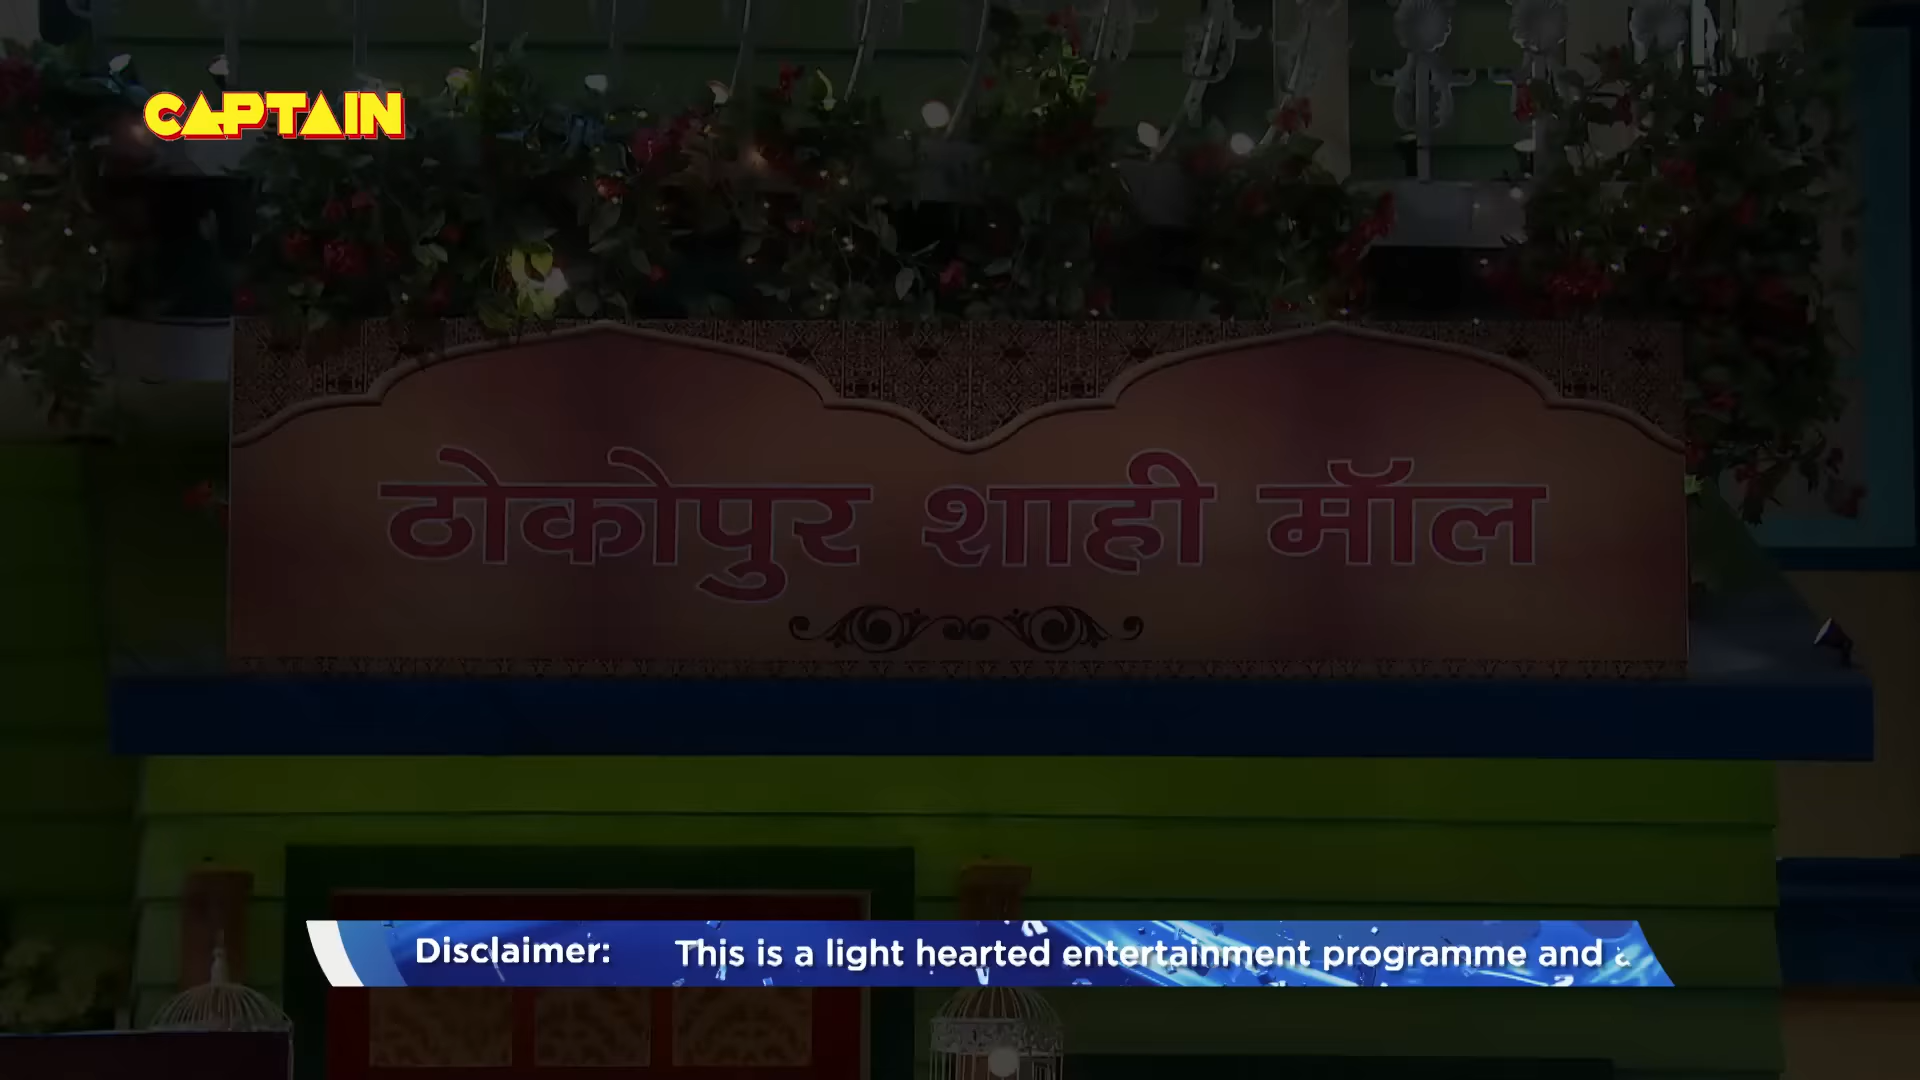 CAPTAIN
ठोकोपुर शाही मॉल
Disclaimer: This is a light hearted entertainment programme and